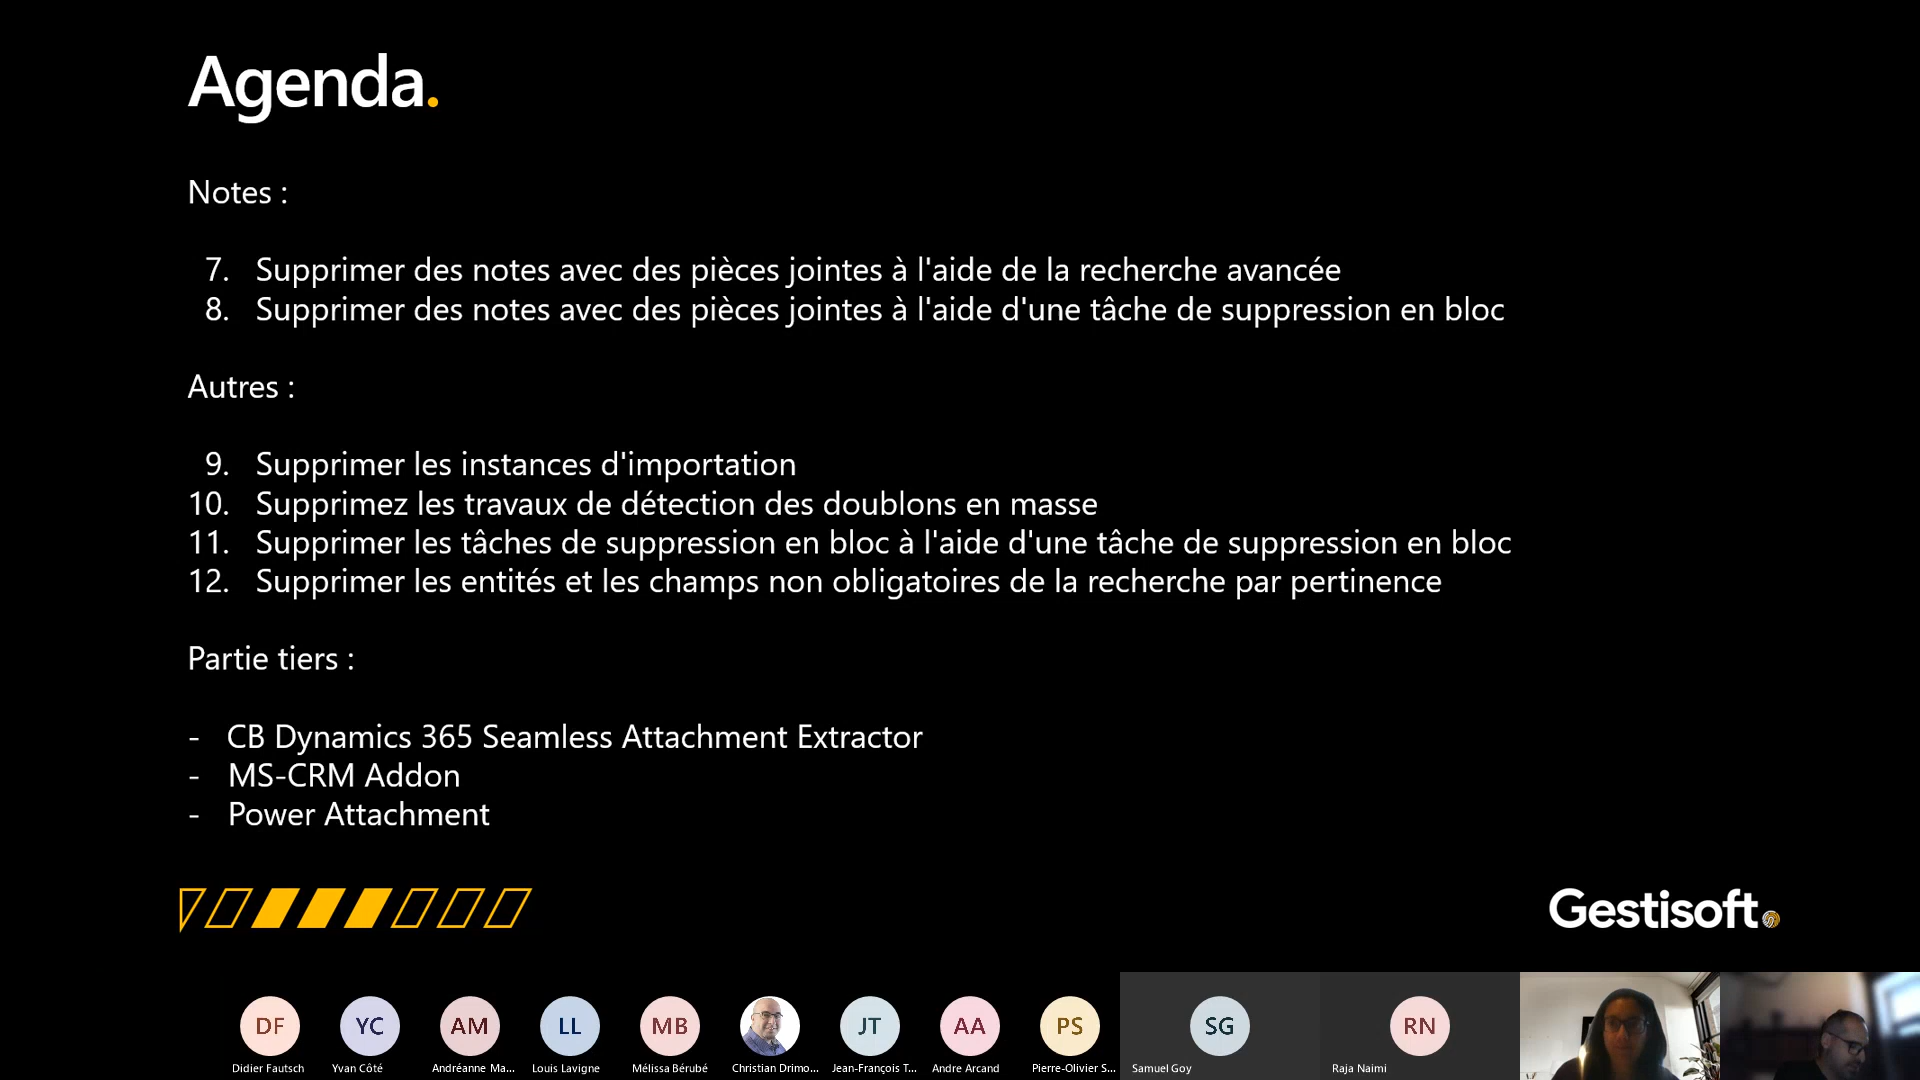 Agenda.
Notes :
7. Supprimer des notes avec des pièces jointes à l'aide de la recherche avancée
8. Supprimer des notes avec des pièces jointes à l'aide d'une tâche de suppression en bloc
Autres :
9. Supprimer les instances d'importation
10. Supprimez les travaux de détection des doublons en masse
11. Supprimer les tâches de suppression en bloc à l'aide d'une tâche de suppression en bloc
12. Supprimer les entités et les champs non obligatoires de la recherche par pertinence
Partie tiers :
- CB Dynamics 365 Seamless Attachment Extractor
- MS-CRM Addon
- Power Attachment
Gestisoft
DF YC AM LL MB JT AA PS SG RN
Didier Fautsch Yvan Côté Andréanne Ma... Louis Lavigne Mélissa Bérubé Christian Drimo... Jean-François T... Andre Arcand Pierre-Olivier S... Samuel Goy Raja Naimi